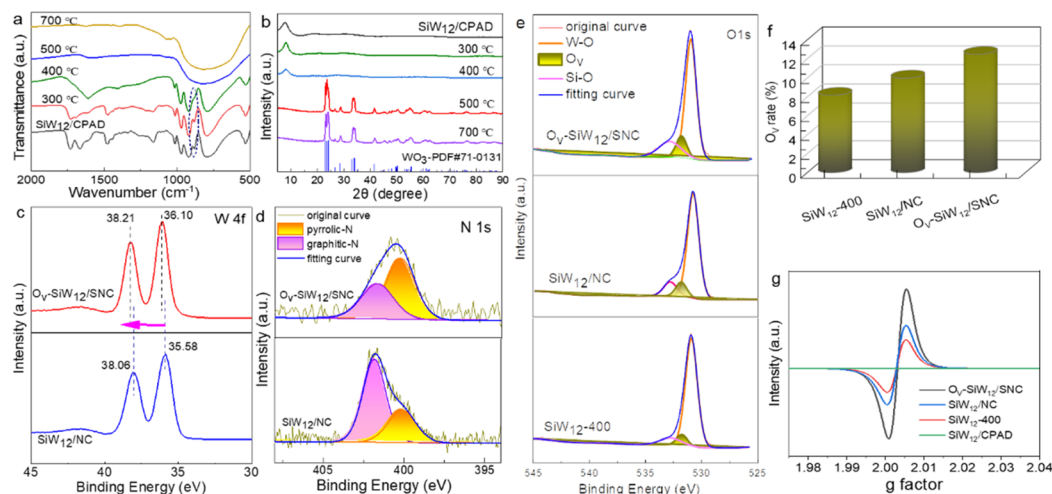 a
700 ℃
500 ℃
400 ℃
300 ℃
SiW12/CPAD
Transmittance (a.u.)
2000 1500 1000 500
Wavenumber (cm-1)
b
SiW12/CPAD
300 ℃
400 ℃
500 ℃
700 ℃
WO3-PDF#71-0131
Intensity (a.u.)
10 20 30 40 50 60 70 80 90
2θ (degree)
c
W 4f
38.21
36.10
OV-SiW12/SNC
38.06
35.58
SiW12/NC
Intensity (a.u.)
45 40 35 30
Binding Energy (eV)
d
N 1s
original curve
pyrrolic-N
graphitic-N
fitting curve
OV-SiW12/SNC
SiW12/NC
Intensity (a.u.)
405 400 395
Binding Energy (eV)
e
O1s
original curve
W-O
OV
Si-O
fitting curve
OV-SiW12/SNC
SiW12/NC
SiW12-400
Intensity (a.u.)
545 540 535 530 525
Binding Energy (eV)
f
14
12
10
8
6
4
2
0
OV rate (%)
SiW12-400
SiW12/NC
OV-SiW12/SNC
g
OV-SiW12/SNC
SiW12/NC
SiW12-400
SiW12/CPAD
Intensity (a.u.)
1.98 1.99 2.00 2.01 2.02 2.03 2.04
g factor